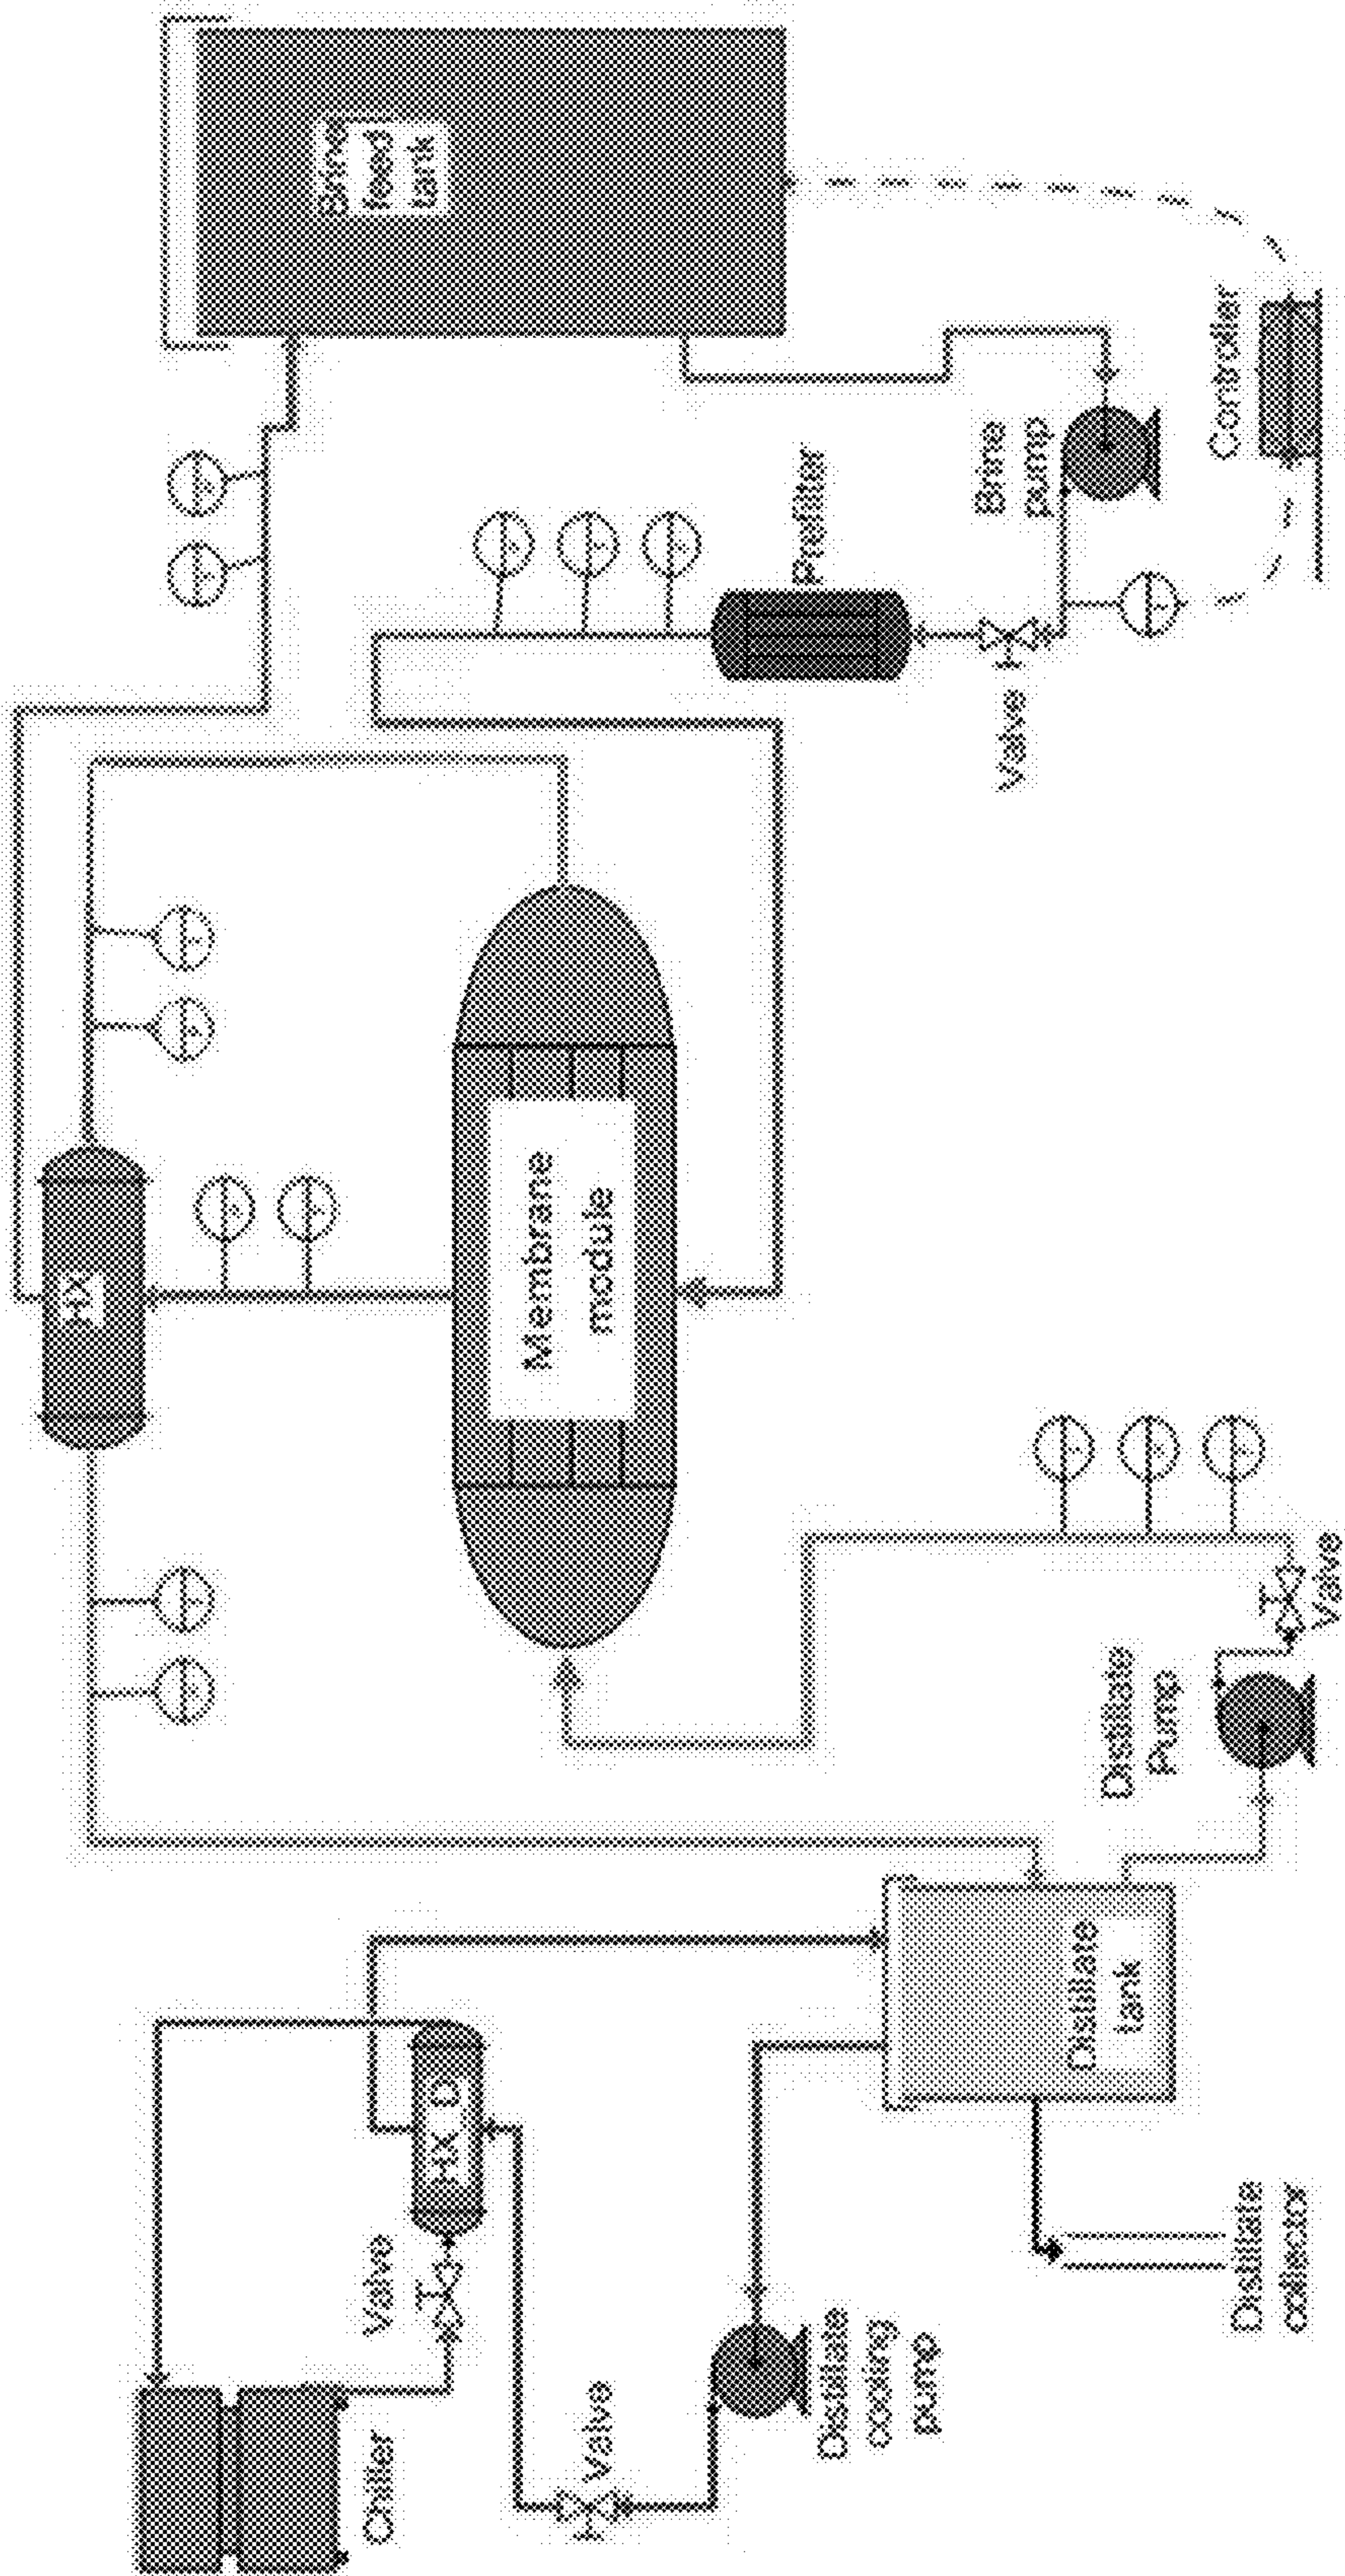 Brine
feed
tank
HX
Prefilter
Brine
pump
Controller
Valve
Membrane
module
Valve
Distillate
Pump
Distillate
tank
HX_D
Valve
Chiller
Valve
Distillate
cooling
pump
Distillate
collector